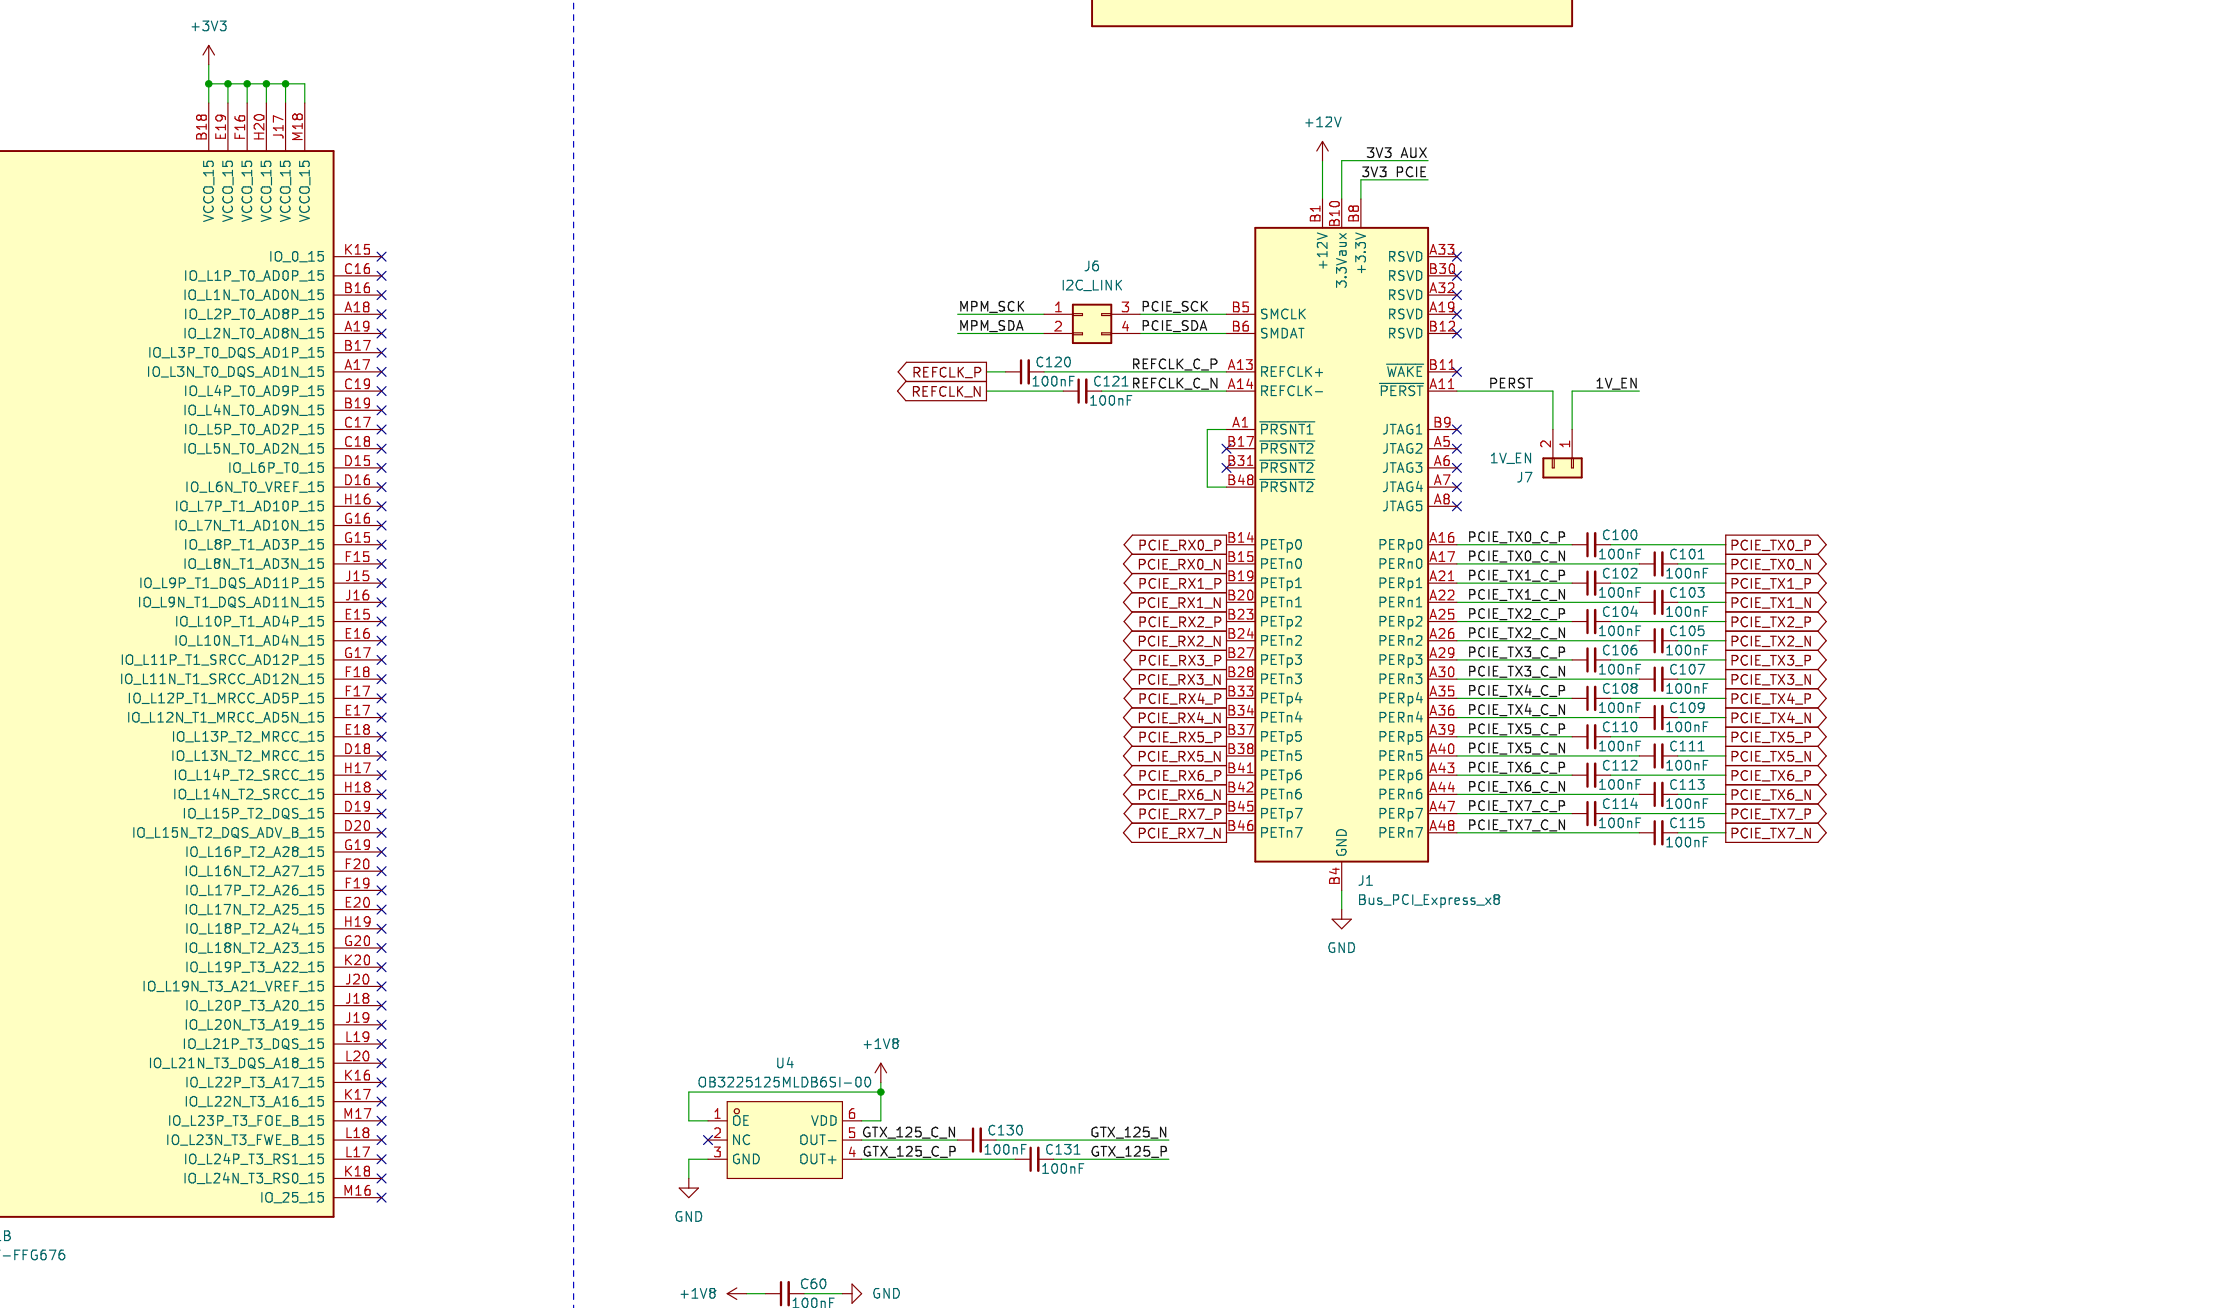 +3V3
B18
E19
F16
H20
J17
M18
VCCO_15
VCCO_15
VCCO_15
VCCO_15
VCCO_15
VCCO_15
IO_0_15 K15
IO_L1P_T0_AD0P_15 C16
IO_L1N_T0_AD0N_15 B16
IO_L2P_T0_AD8P_15 A18
IO_L2N_T0_AD8N_15 A19
IO_L3P_T0_DQS_AD1P_15 B17
IO_L3N_T0_DQS_AD1N_15 A17
IO_L4P_T0_AD9P_15 C19
IO_L4N_T0_AD9N_15 B19
IO_L5P_T0_AD2P_15 C17
IO_L5N_T0_AD2N_15 C18
IO_L6P_T0_15 D15
IO_L6N_T0_VREF_15 D16
IO_L7P_T1_AD10P_15 H16
IO_L7N_T1_AD10N_15 G16
IO_L8P_T1_AD3P_15 G15
IO_L8N_T1_AD3N_15 F15
IO_L9P_T1_DQS_AD11P_15 J15
IO_L9N_T1_DQS_AD11N_15 J16
IO_L10P_T1_AD4P_15 E15
IO_L10N_T1_AD4N_15 E16
IO_L11P_T1_SRCC_AD12P_15 G17
IO_L11N_T1_SRCC_AD12N_15 F18
IO_L12P_T1_MRCC_AD5P_15 F17
IO_L12N_T1_MRCC_AD5N_15 E17
IO_L13P_T2_MRCC_15 E18
IO_L13N_T2_MRCC_15 D18
IO_L14P_T2_SRCC_15 H17
IO_L14N_T2_SRCC_15 H18
IO_L15P_T2_DQS_15 D19
IO_L15N_T2_DQS_ADV_B_15 D20
IO_L16P_T2_A28_15 G19
IO_L16N_T2_A27_15 F20
IO_L17P_T2_A26_15 F19
IO_L17N_T2_A25_15 E20
IO_L18P_T2_A24_15 H19
IO_L18N_T2_A23_15 G20
IO_L19P_T3_A22_15 K20
IO_L19N_T3_A21_VREF_15 J20
IO_L20P_T3_A20_15 J18
IO_L20N_T3_A19_15 J19
IO_L21P_T3_DQS_15 L19
IO_L21N_T3_DQS_A18_15 L20
IO_L22P_T3_A17_15 K16
IO_L22N_T3_A16_15 K17
IO_L23P_T3_FOE_B_15 M17
IO_L23N_T3_FWE_B_15 L18
IO_L24P_T3_RS1_15 L17
IO_L24N_T3_RS0_15 K18
IO_25_15 M16
-FFG676
+12V
3V3 AUX
3V3 PCIE
B1
B10
B8
+12V
3.3Vaux
+3.3V
J6
I2C_LINK
MPM_SCK 1 3 PCIE_SCK B5 SMCLK
MPM_SDA 2 4 PCIE_SDA B6 SMDAT
REFCLK_P C120 100nF REFCLK_C_P A13 REFCLK+
REFCLK_N C121 100nF REFCLK_C_N A14 REFCLK-
A1 PRSNT1
B17 PRSNT2
B31 PRSNT2
B48 PRSNT2
RSVD A33
RSVD B30
RSVD A32
RSVD A19
RSVD B12
WAKE B11
PERST A11 PERST 1V_EN
JTAG1 B9
JTAG2 A5
JTAG3 A6
JTAG4 A7
JTAG5 A8
2
1
1V_EN
J7
PCIE_RX0_P B14 PETp0
PCIE_RX0_N B15 PETn0
PCIE_RX1_P B19 PETp1
PCIE_RX1_N B20 PETn1
PCIE_RX2_P B23 PETp2
PCIE_RX2_N B24 PETn2
PCIE_RX3_P B27 PETp3
PCIE_RX3_N B28 PETn3
PCIE_RX4_P B33 PETp4
PCIE_RX4_N B34 PETn4
PCIE_RX5_P B37 PETp5
PCIE_RX5_N B38 PETn5
PCIE_RX6_P B41 PETp6
PCIE_RX6_N B42 PETn6
PCIE_RX7_P B45 PETp7
PCIE_RX7_N B46 PETn7
PERp0 A16 PCIE_TX0_C_P C100 100nF PCIE_TX0_P
PERn0 A17 PCIE_TX0_C_N C101 100nF PCIE_TX0_N
PERp1 A21 PCIE_TX1_C_P C102 100nF PCIE_TX1_P
PERn1 A22 PCIE_TX1_C_N C103 100nF PCIE_TX1_N
PERp2 A25 PCIE_TX2_C_P C104 100nF PCIE_TX2_P
PERn2 A26 PCIE_TX2_C_N C105 100nF PCIE_TX2_N
PERp3 A29 PCIE_TX3_C_P C106 100nF PCIE_TX3_P
PERn3 A30 PCIE_TX3_C_N C107 100nF PCIE_TX3_N
PERp4 A35 PCIE_TX4_C_P C108 100nF PCIE_TX4_P
PERn4 A36 PCIE_TX4_C_N C109 100nF PCIE_TX4_N
PERp5 A39 PCIE_TX5_C_P C110 100nF PCIE_TX5_P
PERn5 A40 PCIE_TX5_C_N C111 100nF PCIE_TX5_N
PERp6 A43 PCIE_TX6_C_P C112 100nF PCIE_TX6_P
PERn6 A44 PCIE_TX6_C_N C113 100nF PCIE_TX6_N
PERp7 A47 PCIE_TX7_C_P C114 100nF PCIE_TX7_P
PERn7 A48 PCIE_TX7_C_N C115 100nF PCIE_TX7_N
GND
B4
J1
Bus_PCI_Express_x8
GND
+1V8
U4
OB3225125MLDB6SI-00
1 OE VDD 6
2 NC OUT- 5 GTX_125_C_N C130 100nF GTX_125_N
3 GND OUT+ 4 GTX_125_C_P C131 100nF GTX_125_P
GND
+1V8 C60 100nF GND